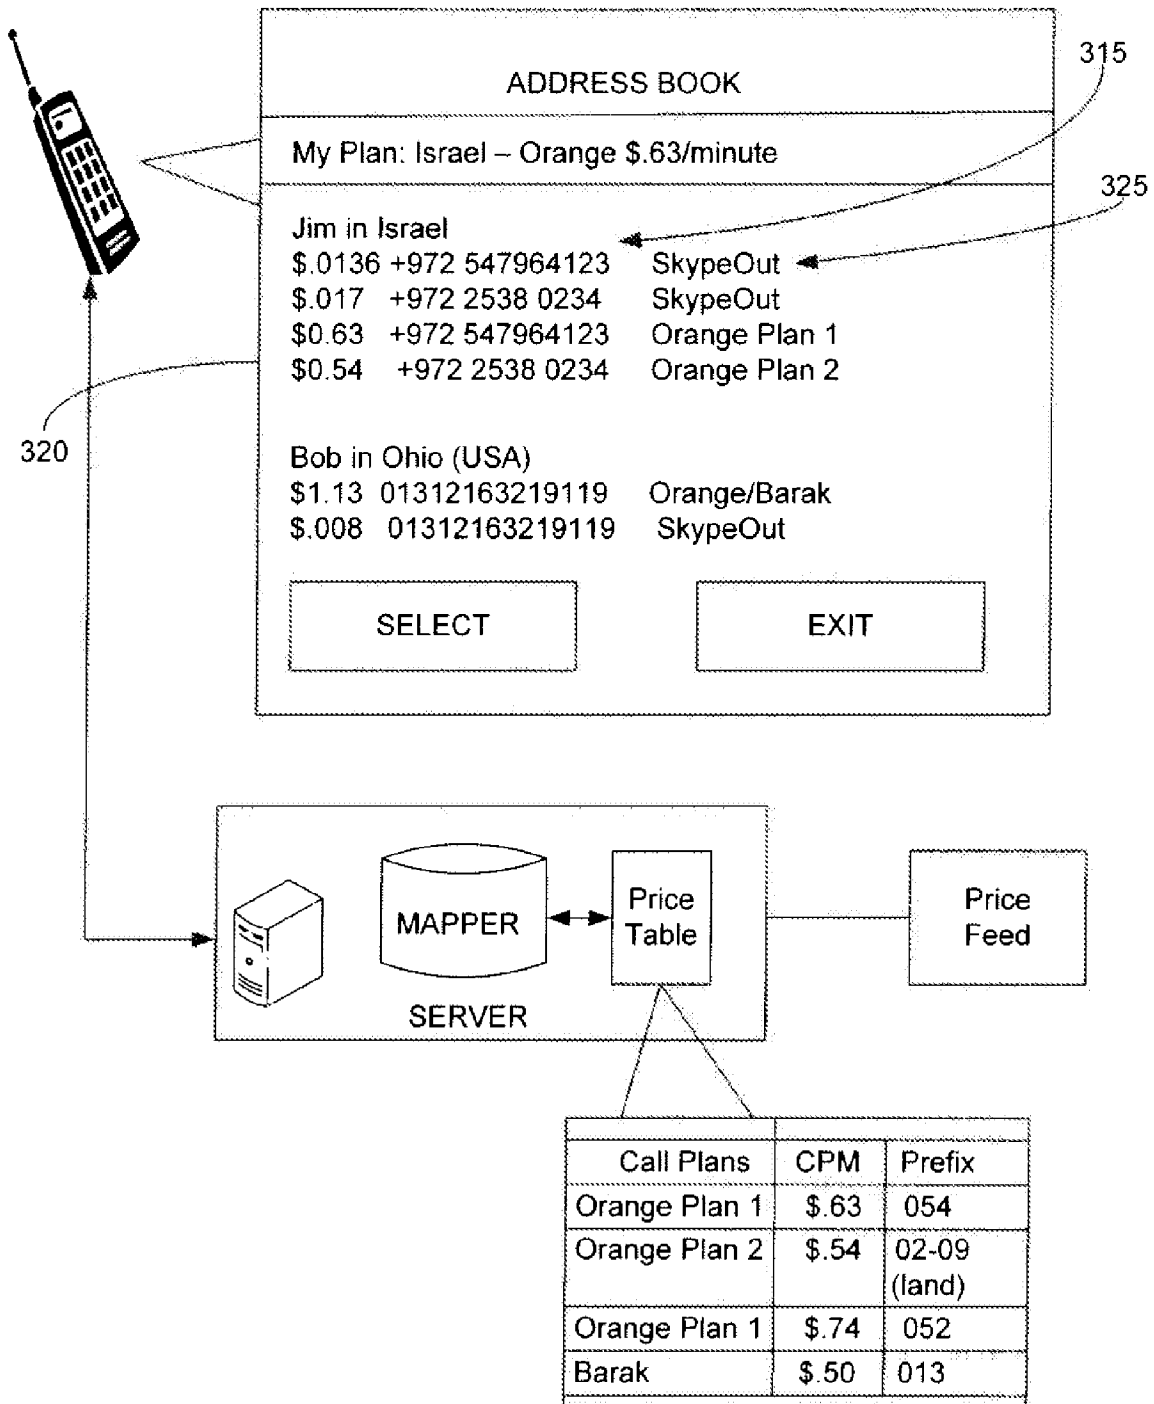 ADDRESS BOOK
315
My Plan: Israel – Orange $.63/minute
325
Jim in Israel
$.0136 +972 547964123 SkypeOut
$.017 +972 2538 0234 SkypeOut
$0.63 +972 547964123 Orange Plan 1
$0.54 +972 2538 0234 Orange Plan 2
320
Bob in Ohio (USA)
$1.13 01312163219119 Orange/Barak
$.008 01312163219119 SkypeOut
SELECT EXIT
MAPPER
Price
Table
Price
Feed
SERVER
Call Plans CPM Prefix
Orange Plan 1 $.63 054
Orange Plan 2 $.54 02-09
(land)
Orange Plan 1 $.74 052
Barak $.50 013